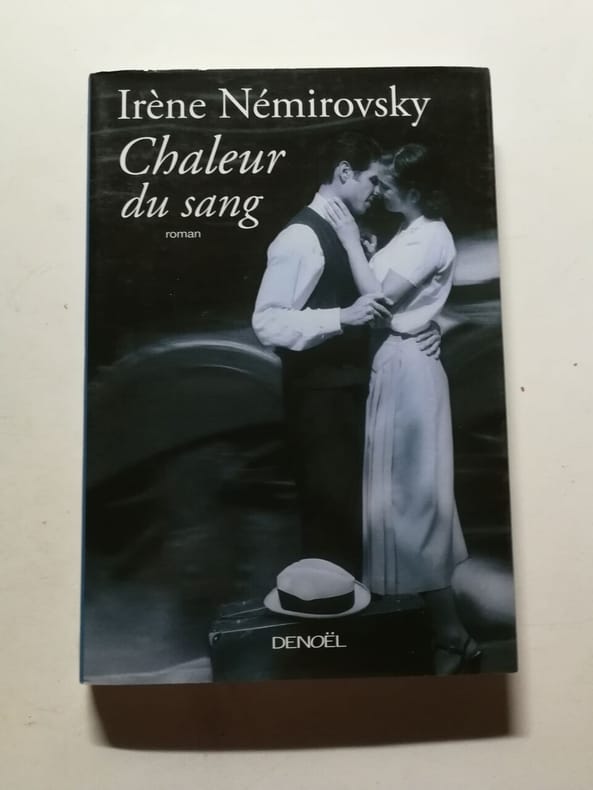 Irène Némirovsky
Chaleur
du sang
roman
DENOËL